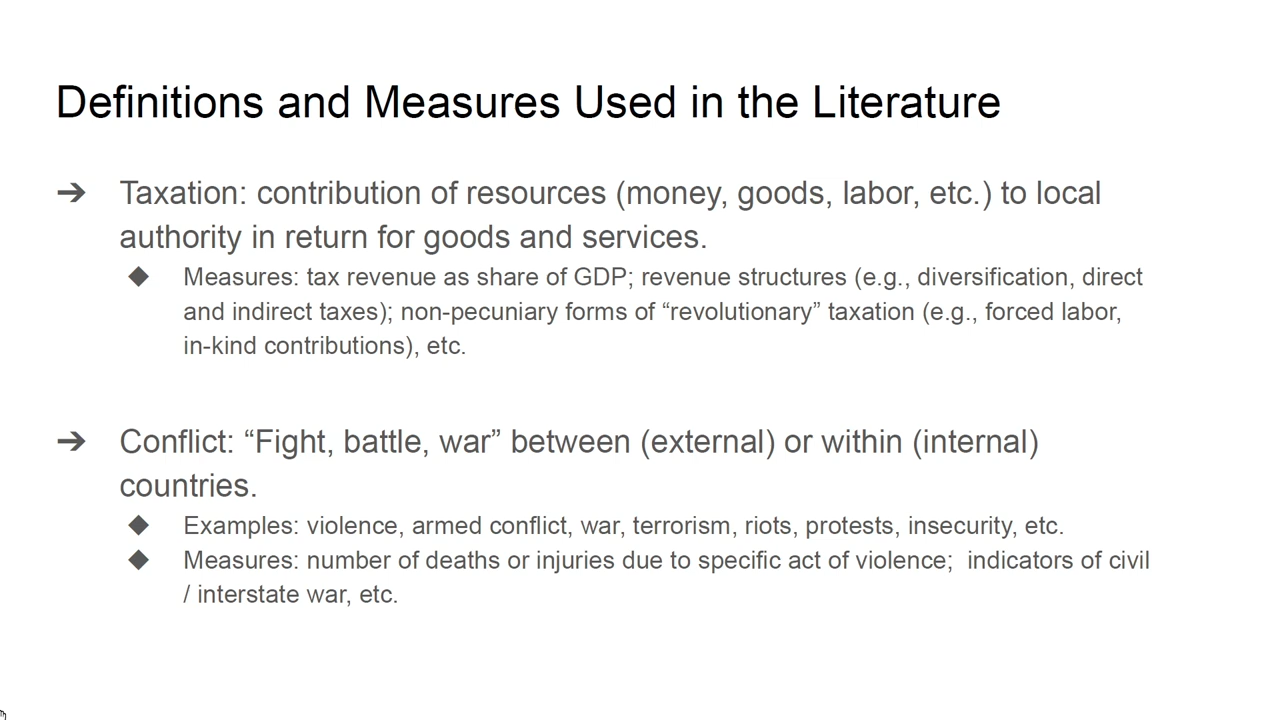 Definitions and Measures Used in the Literature
➔ Taxation: contribution of resources (money, goods, labor, etc.) to local
authority in return for goods and services.
◆ Measures: tax revenue as share of GDP; revenue structures (e.g., diversification, direct
and indirect taxes); non-pecuniary forms of “revolutionary” taxation (e.g., forced labor,
in-kind contributions), etc.
➔ Conflict: “Fight, battle, war” between (external) or within (internal)
countries.
◆ Examples: violence, armed conflict, war, terrorism, riots, protests, insecurity, etc.
◆ Measures: number of deaths or injuries due to specific act of violence;  indicators of civil
/ interstate war, etc.